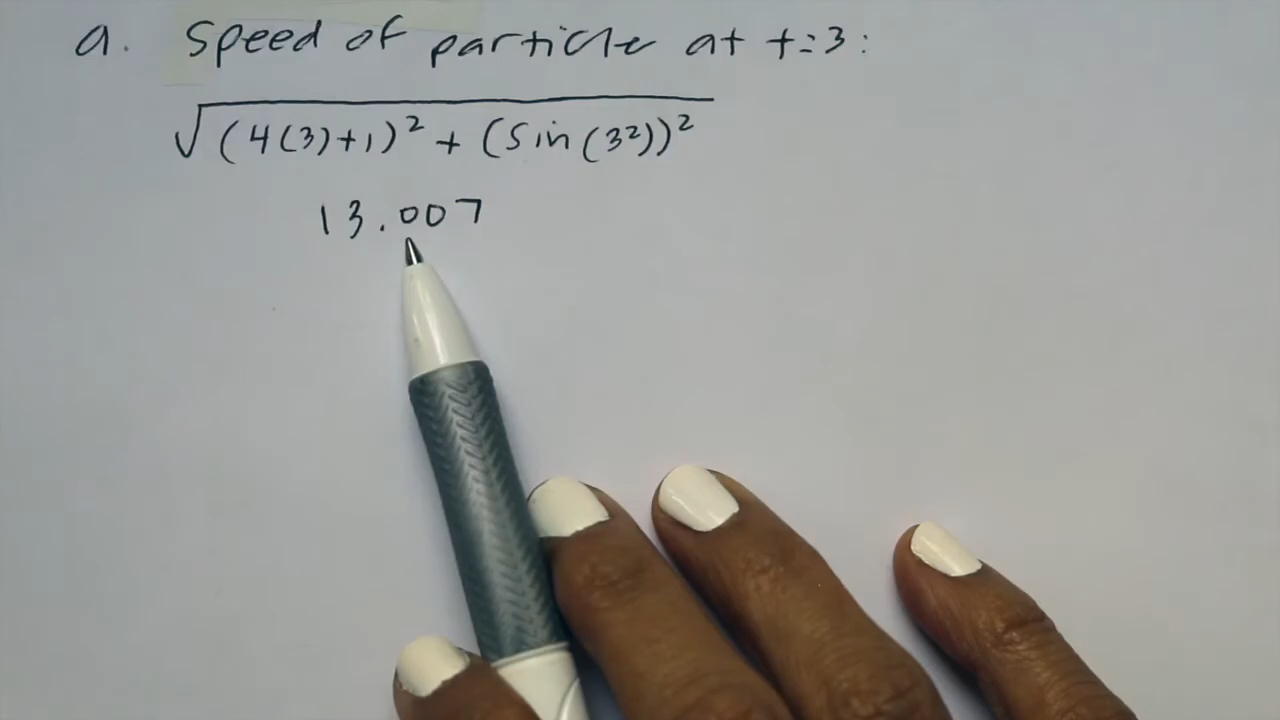 a. Speed of particle at t=3:
√((4(3)+1)² + (Sin(3²))²)
13.007